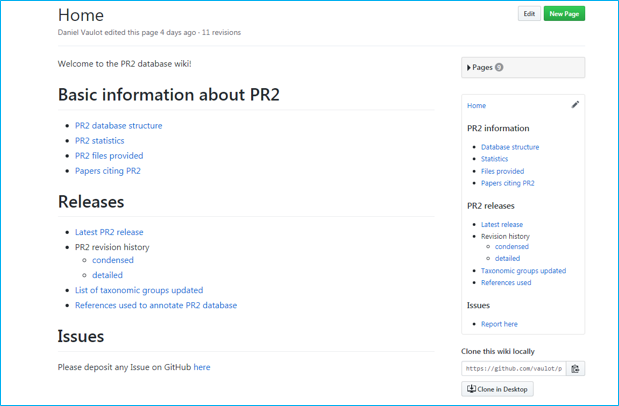 Home
Edit
New Page
Daniel Vaulot edited this page 4 days ago · 11 revisions
Welcome to the PR2 database wiki!
Basic information about PR2
PR2 database structure
PR2 statistics
PR2 files provided
Papers citing PR2
Releases
Latest PR2 release
PR2 revision history
condensed
detailed
List of taxonomic groups updated
References used to annotate PR2 database
Issues
Please deposit any Issue on GitHub here
Pages 9
Home
PR2 information
Database structure
Statistics
Files provided
Papers citing PR2
PR2 releases
Latest release
Revision history
condensed
detailed
Taxonomic groups updated
References used
Issues
Report here
Clone this wiki locally
https://github.com/vaulot/p
Clone in Desktop